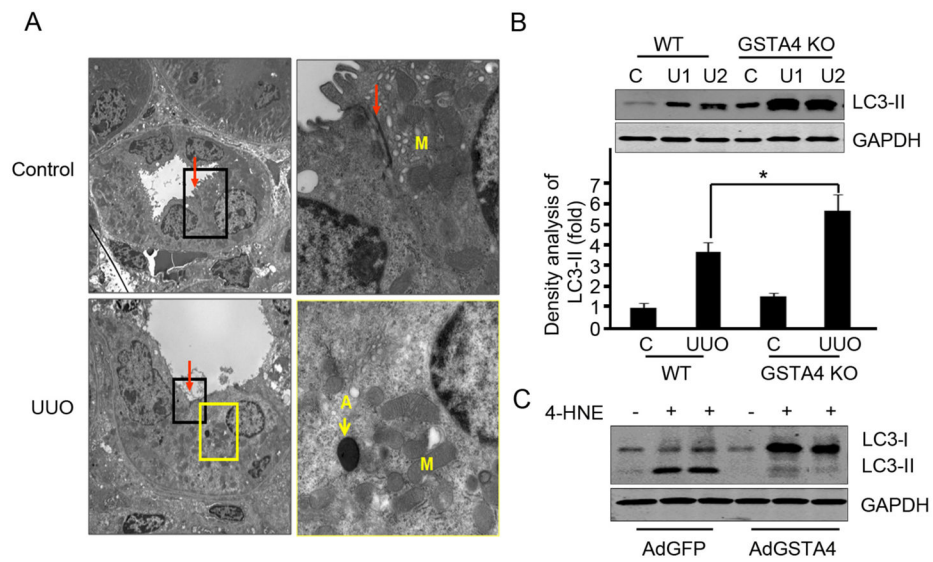 A
Control
M
UUO
A
M
B
WT GSTA4 KO
C U1 U2 C U1 U2
LC3-II
GAPDH
Density analysis of
LC3-II (fold)
7
6
5
4
3
2
1
0
*
C UUO C UUO
WT GSTA4 KO
C
4-HNE - + + - + +
LC3-I
LC3-II
GAPDH
AdGFP AdGSTA4